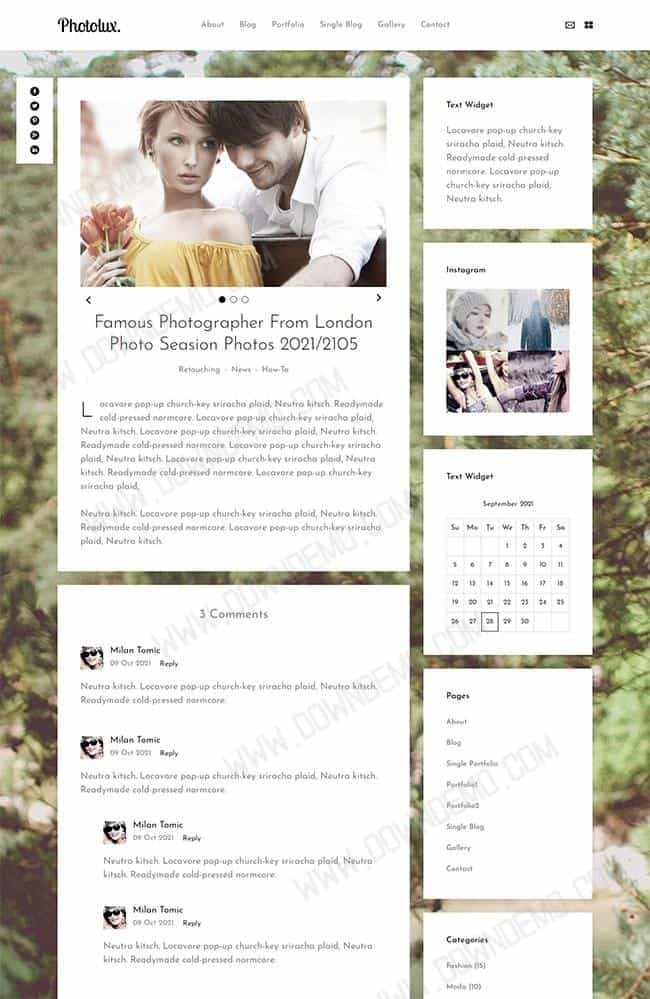 Photolux.
About Blog Portfolio Single Blog Gallery Contact
Famous Photographer From London
Photo Seasion Photos 2021/2105
Retouching - News - How-To
Locavore pop-up church-key sriracha plaid, Neutra kitsch. Readymade
cold-pressed normcore. Locavore pop-up church-key sriracha plaid,
Neutra kitsch. Locavore pop-up church-key sriracha plaid, Neutra kitsch.
Readymade cold-pressed normcore. Locavore pop-up church-key sriracha
plaid, Neutra kitsch. Locavore pop-up church-key sriracha plaid, Neutra
kitsch. Readymade cold-pressed normcore. Locavore pop-up church-key
sriracha plaid,
Neutra kitsch. Locavore pop-up church-key sriracha plaid, Neutra kitsch.
Readymade cold-pressed normcore. Locavore pop-up church-key sriracha
plaid, Neutra kitsch.
3 Comments
Milan Tomic
09 Oct 2021 Reply
Neutra kitsch. Locavore pop-up church-key sriracha plaid, Neutra kitsch.
Readymade cold-pressed normcore.
Milan Tomic
09 Oct 2021 Reply
Neutra kitsch. Locavore pop-up church-key sriracha plaid, Neutra kitsch.
Readymade cold-pressed normcore.
Milan Tomic
09 Oct 2021 Reply
Neutra kitsch. Locavore pop-up church-key sriracha plaid, Neutra
kitsch. Readymade cold-pressed normcore.
Milan Tomic
09 Oct 2021 Reply
Neutra kitsch. Locavore pop-up church-key sriracha plaid, Neutra
kitsch. Readymade cold-pressed normcore.
Text Widget
Locavore pop-up church-key
sriracha plaid, Neutra kitsch.
Readymade cold-pressed
normcore. Locavore pop-up
church-key sriracha plaid,
Neutra kitsch.
Instagram
Text Widget
September 2021
Su Mo Tu We Th Fr Sa
1 2 3 4
5 6 7 8 9 10 11
12 13 14 15 16 17 18
19 20 21 22 23 24 25
26 27 28 29 30
Pages
About
Blog
Single Portfolio
Portfolio1
Portfolio2
Single Blog
Gallery
Contact
Categories
Fashion (15)
Moda (10)
WWW.DOWNDEMO.COM
WWW.DOWNDEMO.COM
WWW.DOWNDEMO.COM
WWW.DOWNDEMO.COM